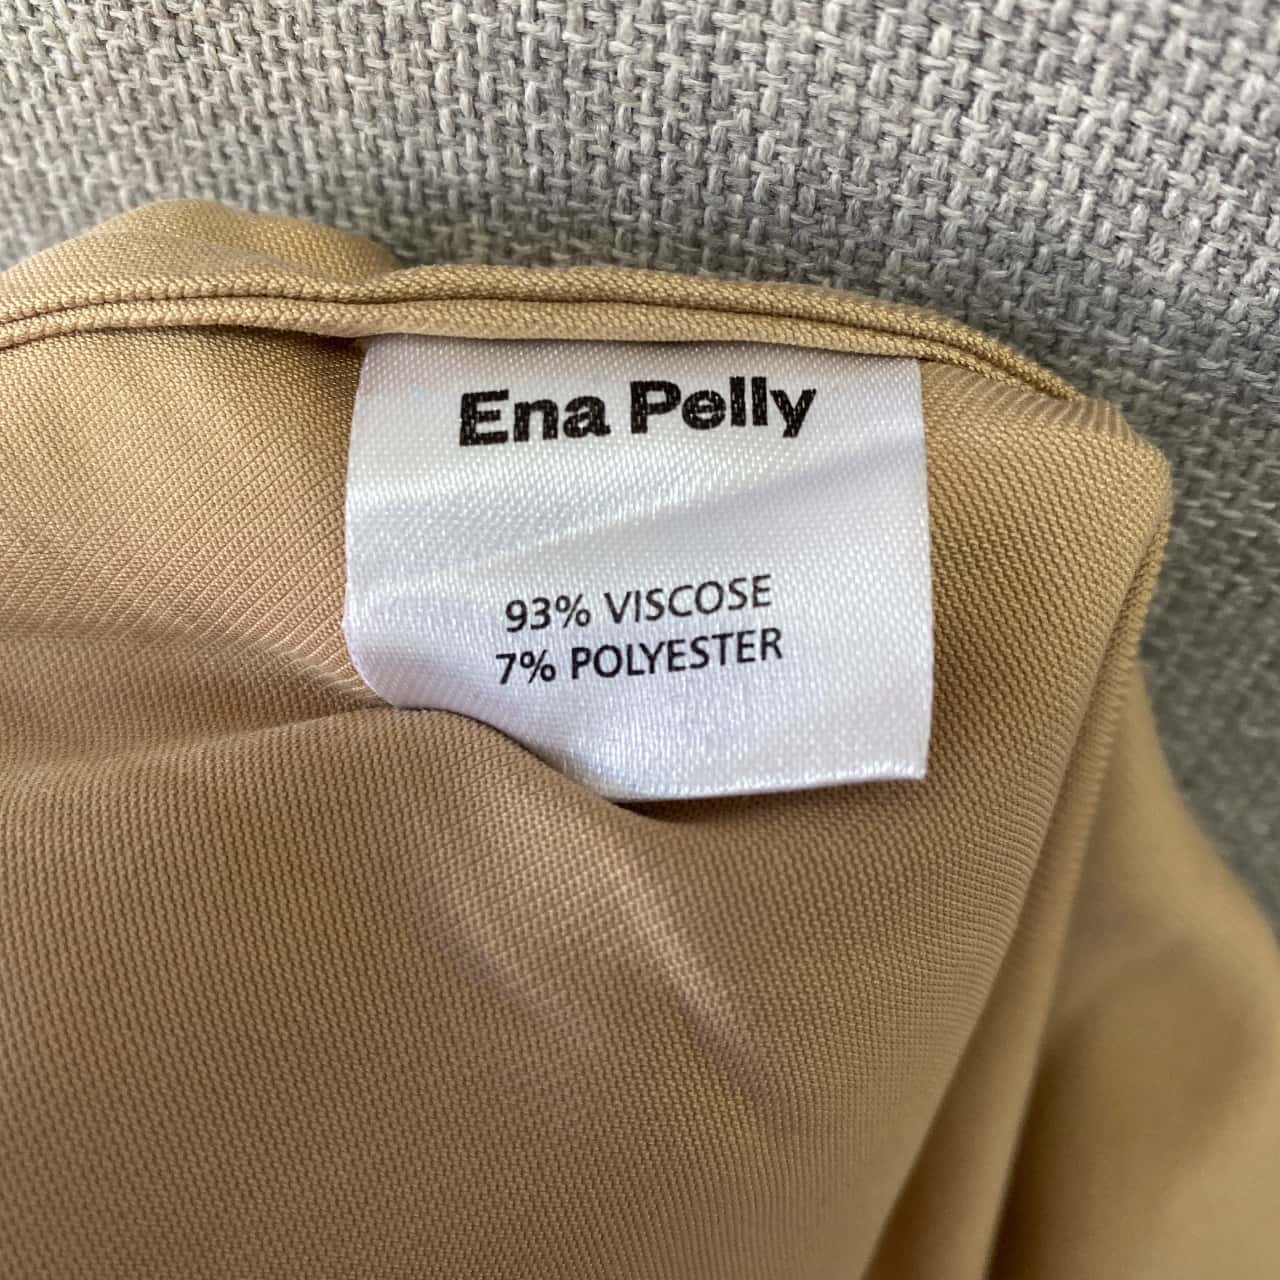 Ena Pelly
93% VISCOSE
7% POLYESTER